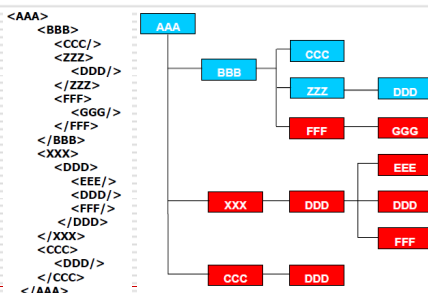 <AAA>
<BBB>
<CCC/>
<ZZZ>
<DDD/>
</ZZZ>
<FFF>
<GGG/>
</FFF>
</BBB>
<XXX>
<DDD>
<EEE/>
<DDD/>
<FFF/>
</DDD>
</XXX>
<CCC>
<DDD/>
</CCC>
</AAA>
AAA
CCC
BBB
ZZZ DDD
FFF GGG
EEE
XXX DDD DDD
FFF
CCC DDD